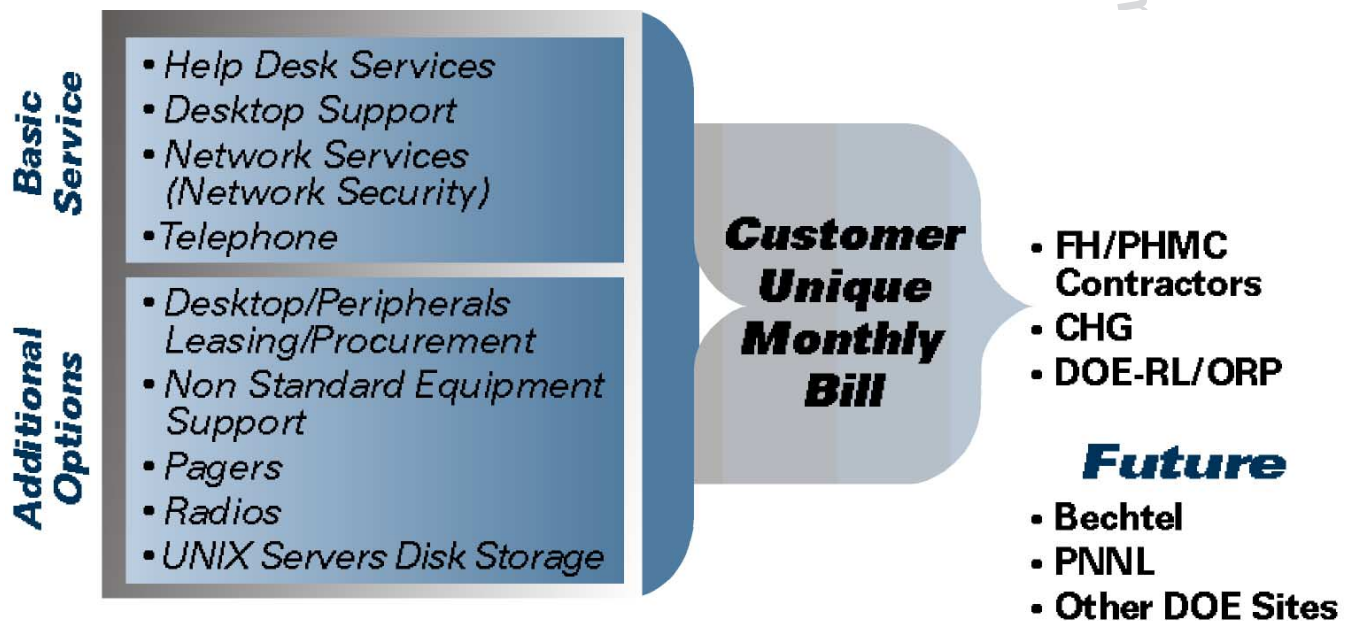 Basic
Service
• Help Desk Services
• Desktop Support
• Network Services
(Network Security)
•Telephone
Additional
Options
• Desktop/Peripherals
Leasing/Procurement
• Non Standard Equipment
Support
• Pagers
• Radios
• UNIX Servers Disk Storage
Customer
Unique
Monthly
Bill
• FH/PHMC
Contractors
• CHG
• DOE-RL/ORP
Future
• Bechtel
• PNNL
• Other DOE Sites